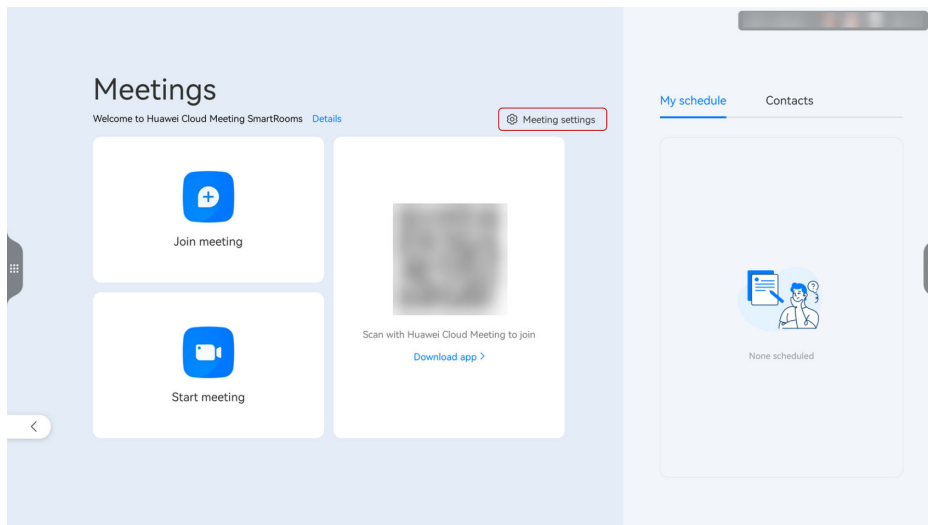 Meetings
Welcome to Huawei Cloud Meeting SmartRooms Details
Meeting settings
Join meeting
Start meeting
Scan with Huawei Cloud Meeting to join
Download app >
My schedule Contacts
?
None scheduled